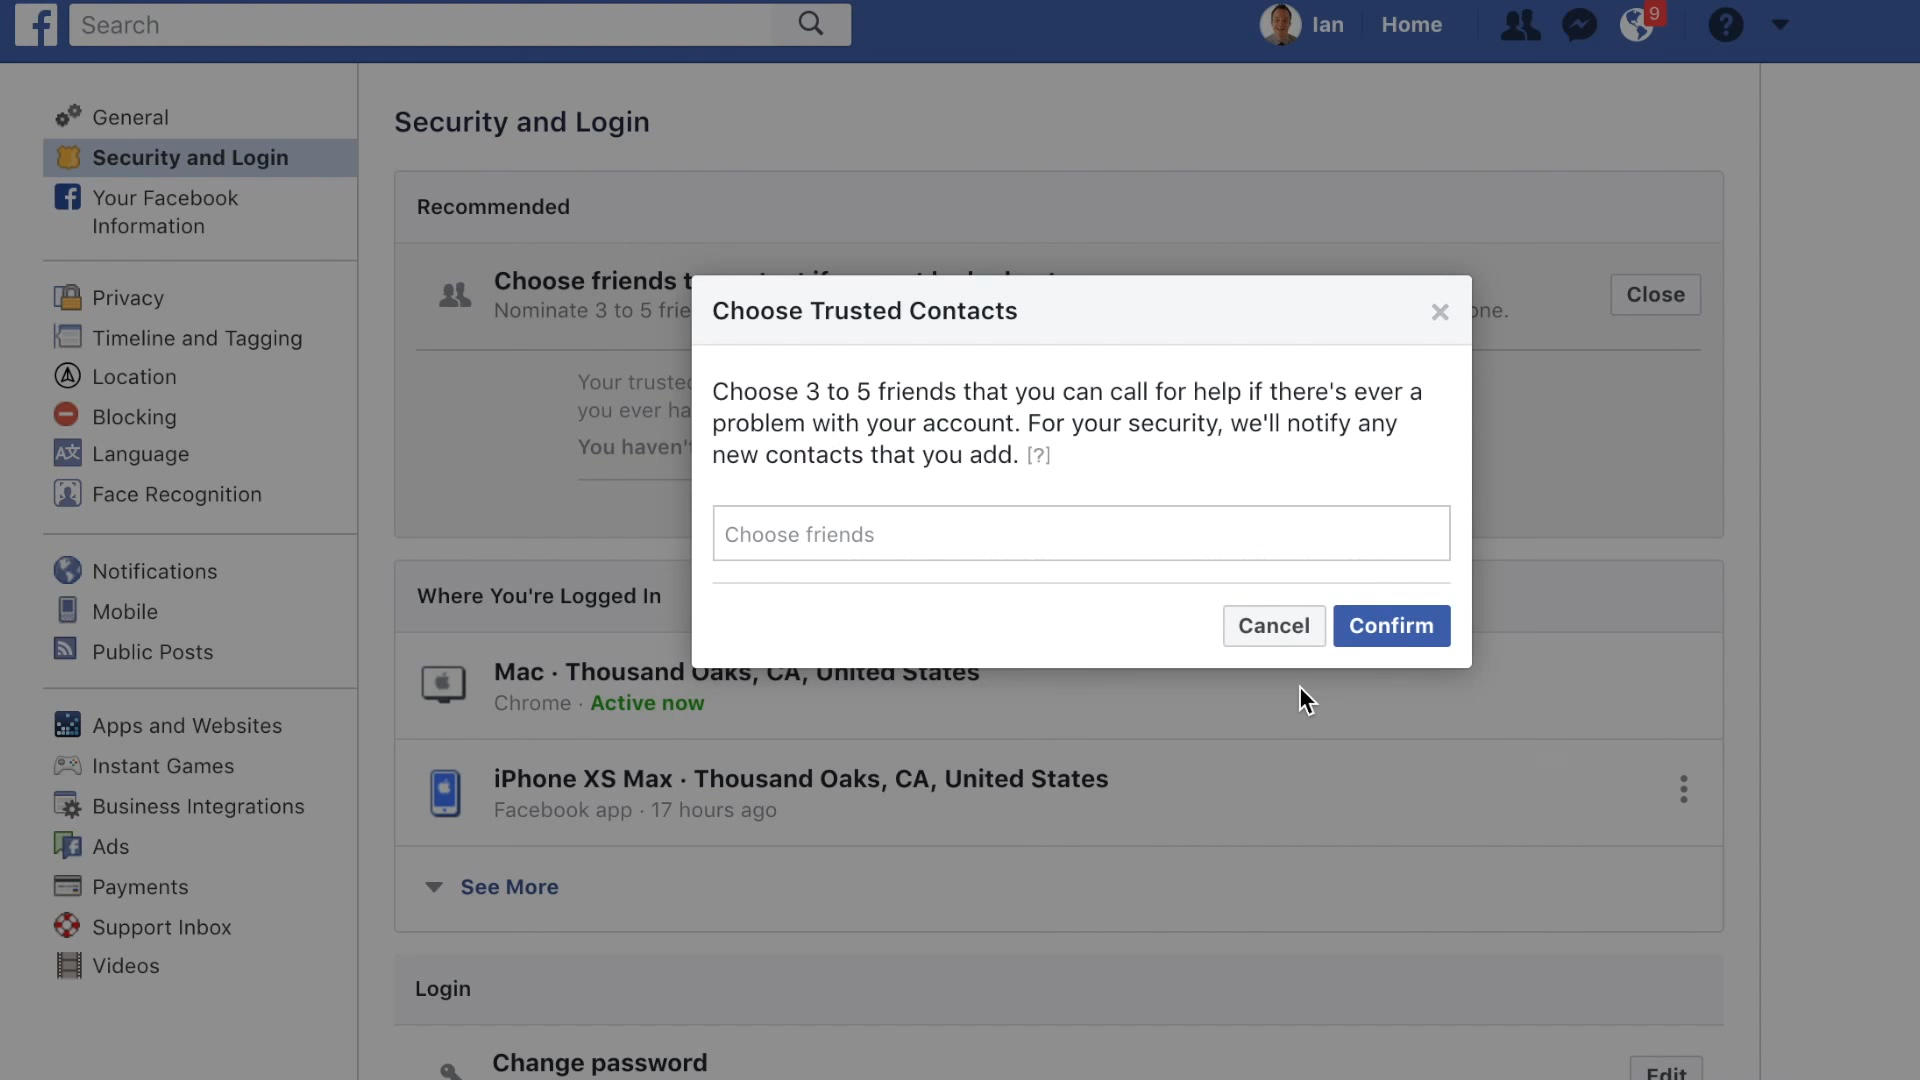 Search
Ian
Home
9
General
Security and Login
Your Facebook
Information
Privacy
Timeline and Tagging
Location
Blocking
Language
Face Recognition
Notifications
Mobile
Public Posts
Apps and Websites
Instant Games
Business Integrations
Ads
Payments
Support Inbox
Videos
Security and Login
Recommended
Choose friends
Nominate 3 to 5
Close
Your
you ever
You haven't
Choose Trusted Contacts
Choose 3 to 5 friends that you can call for help if there's ever a
problem with your account. For your security, we'll notify any
new contacts that you add. [?]
Choose friends
Cancel
Confirm
Where You're Logged In
Mac · Thousand Oaks, CA, United States
Chrome · Active now
iPhone XS Max · Thousand Oaks, CA, United States
Facebook app · 17 hours ago
See More
Login
Change password
Edit